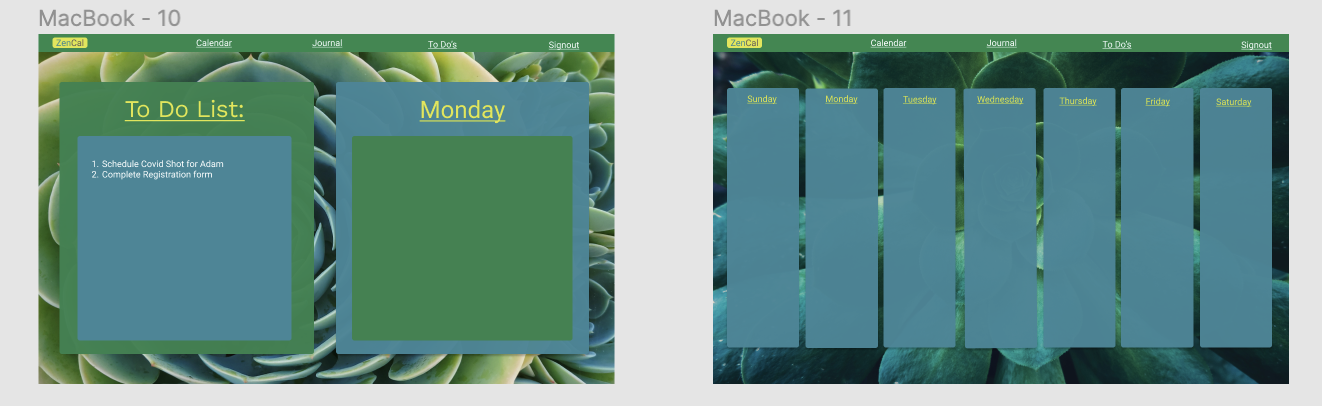 MacBook - 10
ZenCal Calendar Journal To Do's Signout
To Do List:
1. Schedule Covid Shot for Adam
2. Complete Registration form
Monday
MacBook - 11
ZenCal Calendar Journal To Do's Signout
Sunday Monday Tuesday Wednesday Thursday Friday Saturday